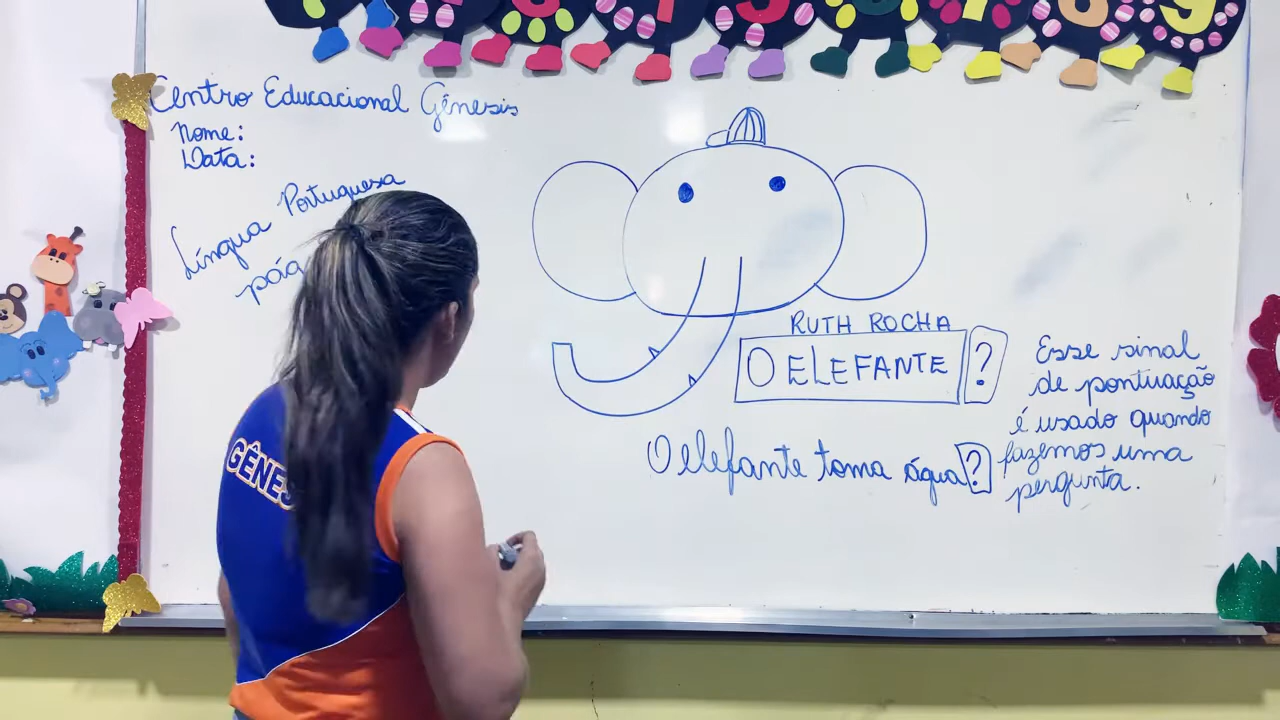 Centro Educacional Gênesis
Nome:
Data:
Língua Portuguesa
RUTH ROCHA
O ELEFANTE ?
O elefante toma água?
Esse sinal
de pontuação
é usado quando
fazemos uma
pergunta.
GÊNES